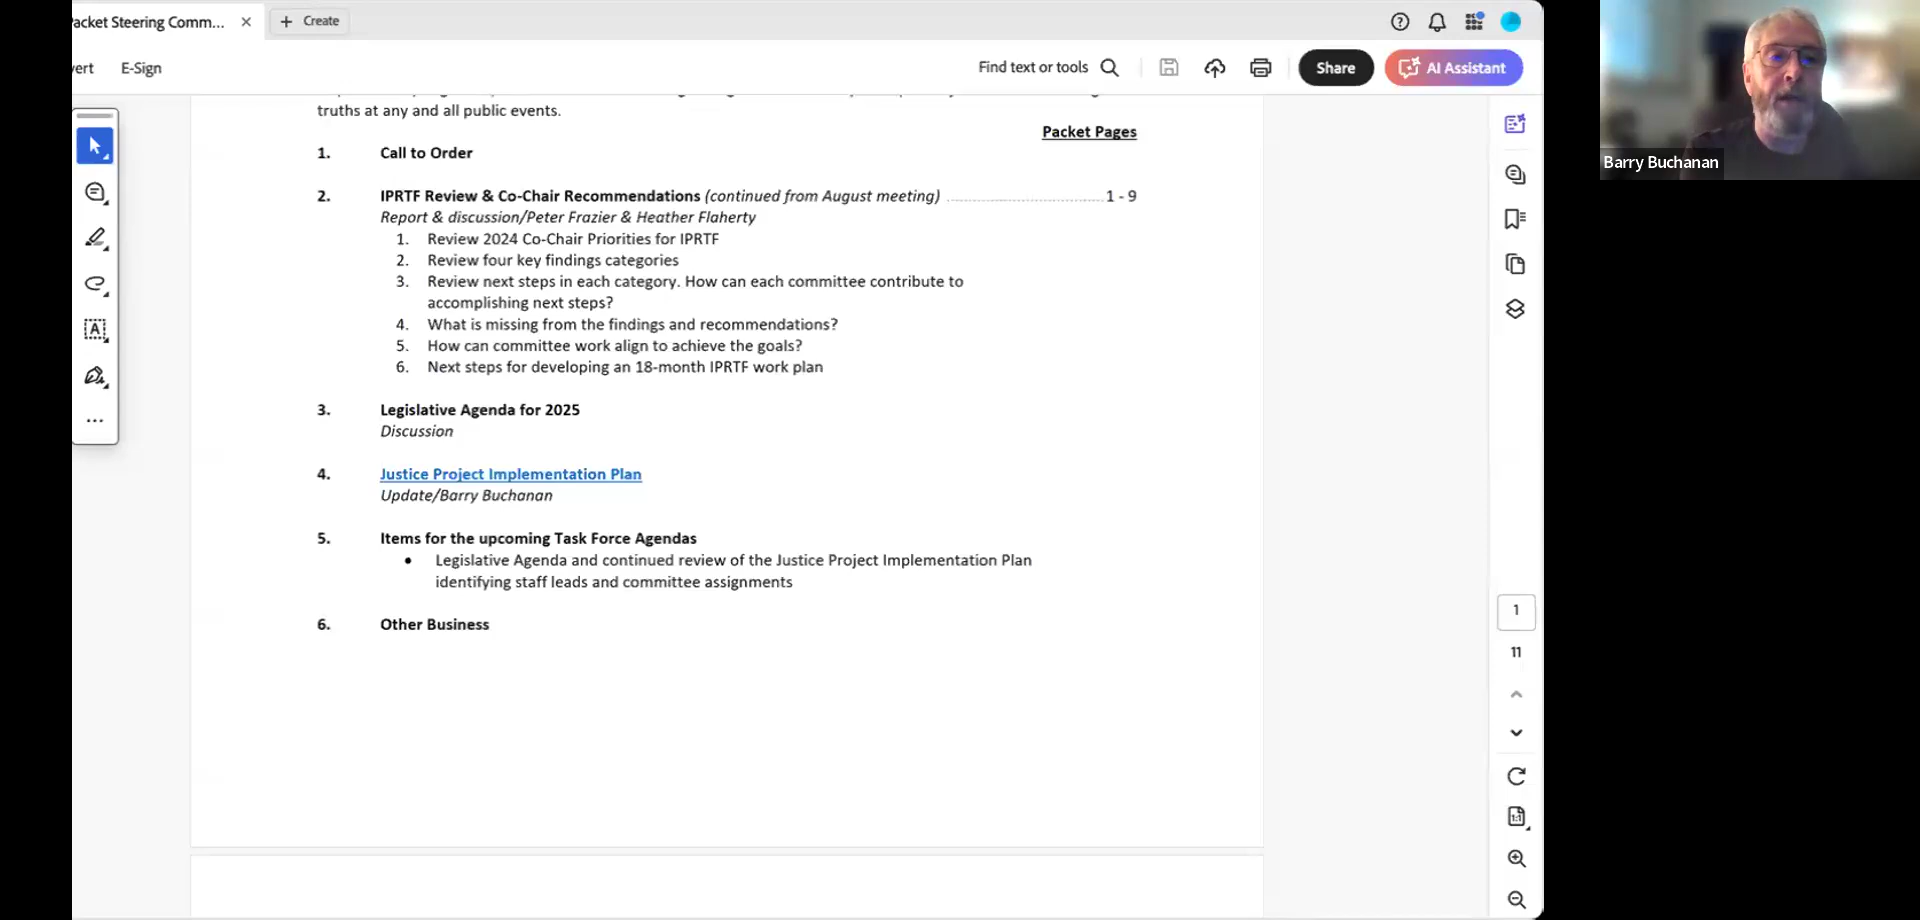 Packet Steering Comm...
Create
vert
E-Sign
Find text or tools
Share
AI Assistant
truths at any and all public events.
Packet Pages
1. Call to Order
2. IPRTF Review & Co-Chair Recommendations (continued from August meeting) 1 - 9
Report & discussion/Peter Frazier & Heather Flaherty
1. Review 2024 Co-Chair Priorities for IPRTF
2. Review four key findings categories
3. Review next steps in each category. How can each committee contribute to
accomplishing next steps?
4. What is missing from the findings and recommendations?
5. How can committee work align to achieve the goals?
6. Next steps for developing an 18-month IPRTF work plan
3. Legislative Agenda for 2025
Discussion
4. Justice Project Implementation Plan
Update/Barry Buchanan
5. Items for the upcoming Task Force Agendas
• Legislative Agenda and continued review of the Justice Project Implementation Plan
identifying staff leads and committee assignments
6. Other Business
1
11
Barry Buchanan